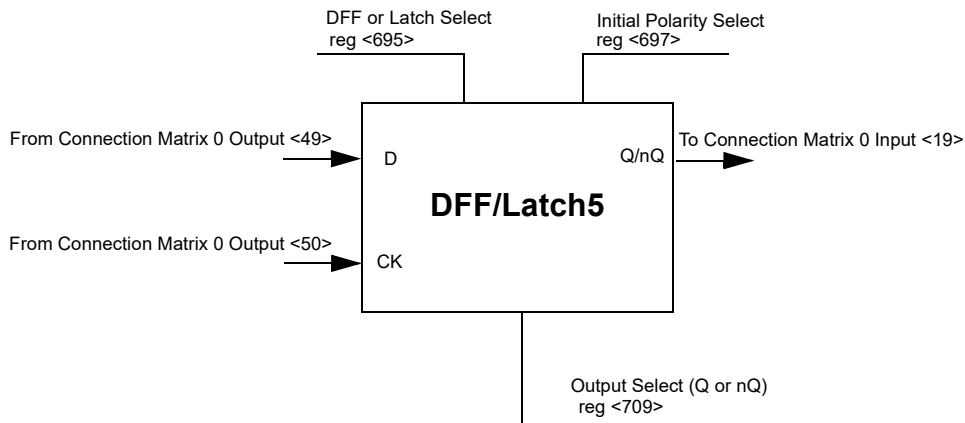 DFF or Latch Select
reg <695>
Initial Polarity Select
reg <697>
From Connection Matrix 0 Output <49>
D
Q/nQ
To Connection Matrix 0 Input <19>
DFF/Latch5
From Connection Matrix 0 Output <50>
CK
Output Select (Q or nQ)
reg <709>